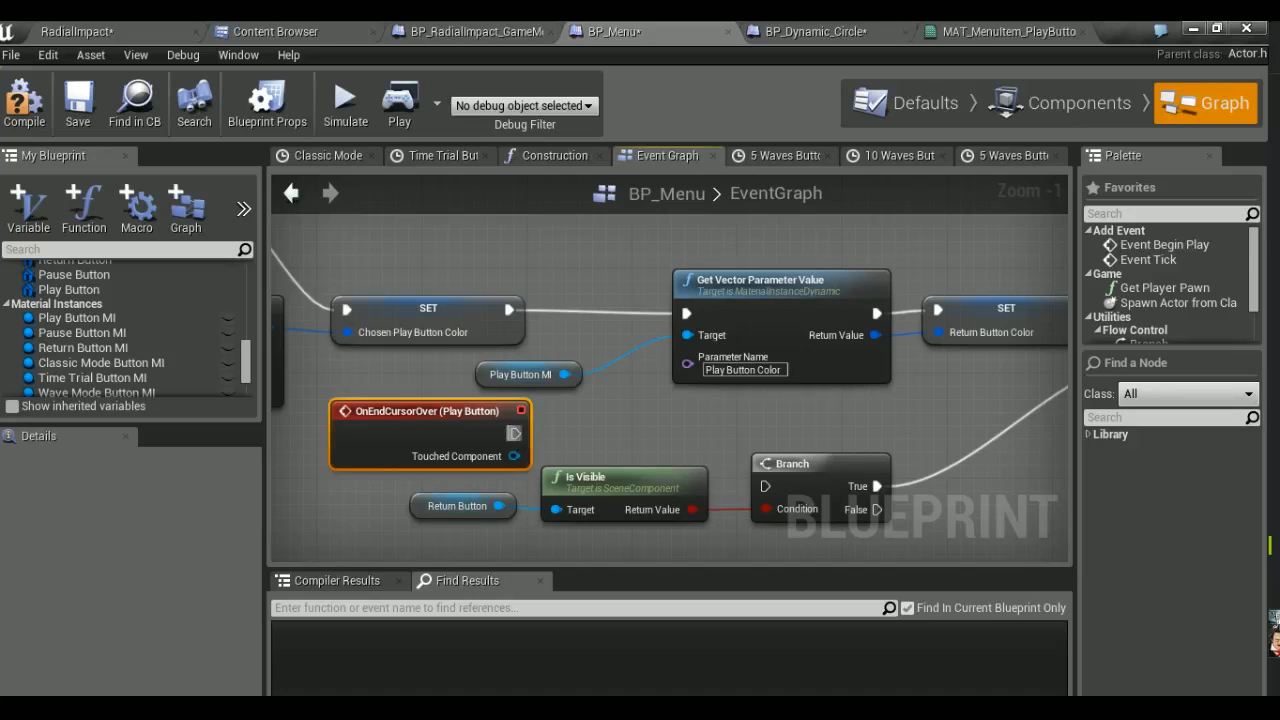 RadialImpact*
Content Browser
BP_RadialImpact_GameM
BP_Menu*
BP_Dynamic_Circle*
MAT_MenuItem_PlayButto
File Edit Asset View Window Debug Help
Parent class: Actor.h
Compile
Save
Find in CB
Search
Blueprint Props
Simulate
Play
No debug object selected
Debug Filter
Defaults
Components
Graph
My Blueprint
Classic Mode
Time Trial But
Construction
Event Graph
5 Waves Butt
10 Waves But
5 Waves Butt
Palette
Variable
Function
Macro
Graph
Search
Return Button
Pause Button
Play Button
Material Instances
Play Button MI
Pause Button MI
Return Button MI
Classic Mode Button MI
Time Trial Button MI
Wave Mode Button MI
Show inherited variables
Details
BP_Menu > EventGraph
Zoom -1
SET
Chosen Play Button Color
Play Button MI
Get Vector Parameter Value
Target is MaterialInstanceDynamic
Target
Return Value
Parameter Name
Play Button Color
SET
Return Button Color
OnEndCursorOver (Play Button)
Touched Component
Return Button
Is Visible
Target is SceneComponent
Target
Return Value
Branch
True
Condition
False
BLUEPRINT
Favorites
Search
Add Event
Event Begin Play
Event Tick
Game
Get Player Pawn
Spawn Actor from Cla
Utilities
Flow Control
Branch
Find a Node
Class: All
Search
Library
Compiler Results
Find Results
Enter function or event name to find references...
Find In Current Blueprint Only